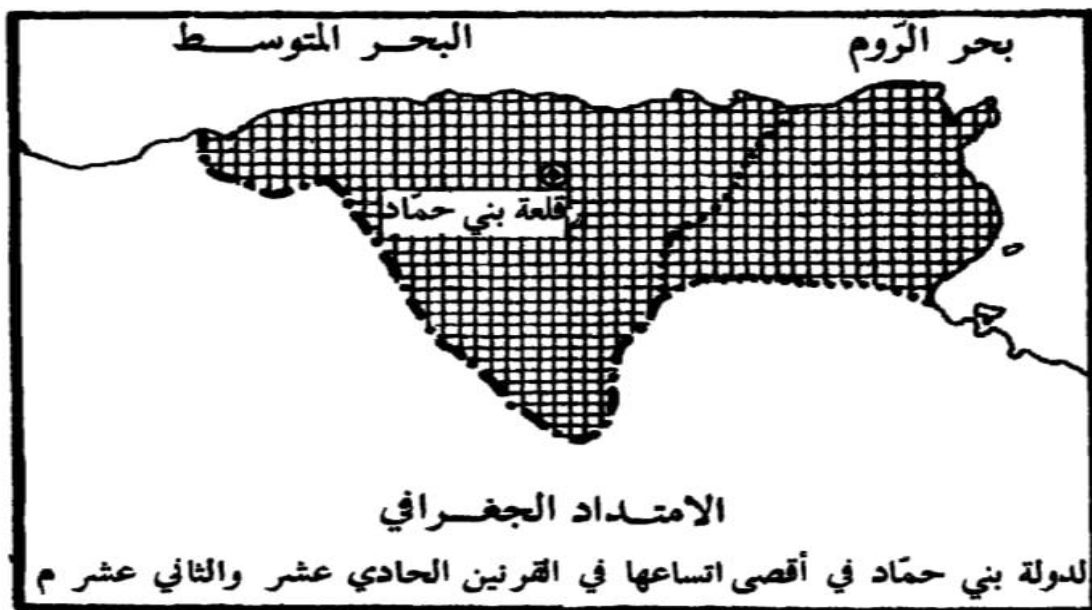 بحر الرّوم
البحـر المتوســـط
قلعة بني حمّاد
الامتـداد الجغـرافي
لدولة بني حمّاد في أقصى اتساعها في القرنين الحادي عشر والثاني عشر م